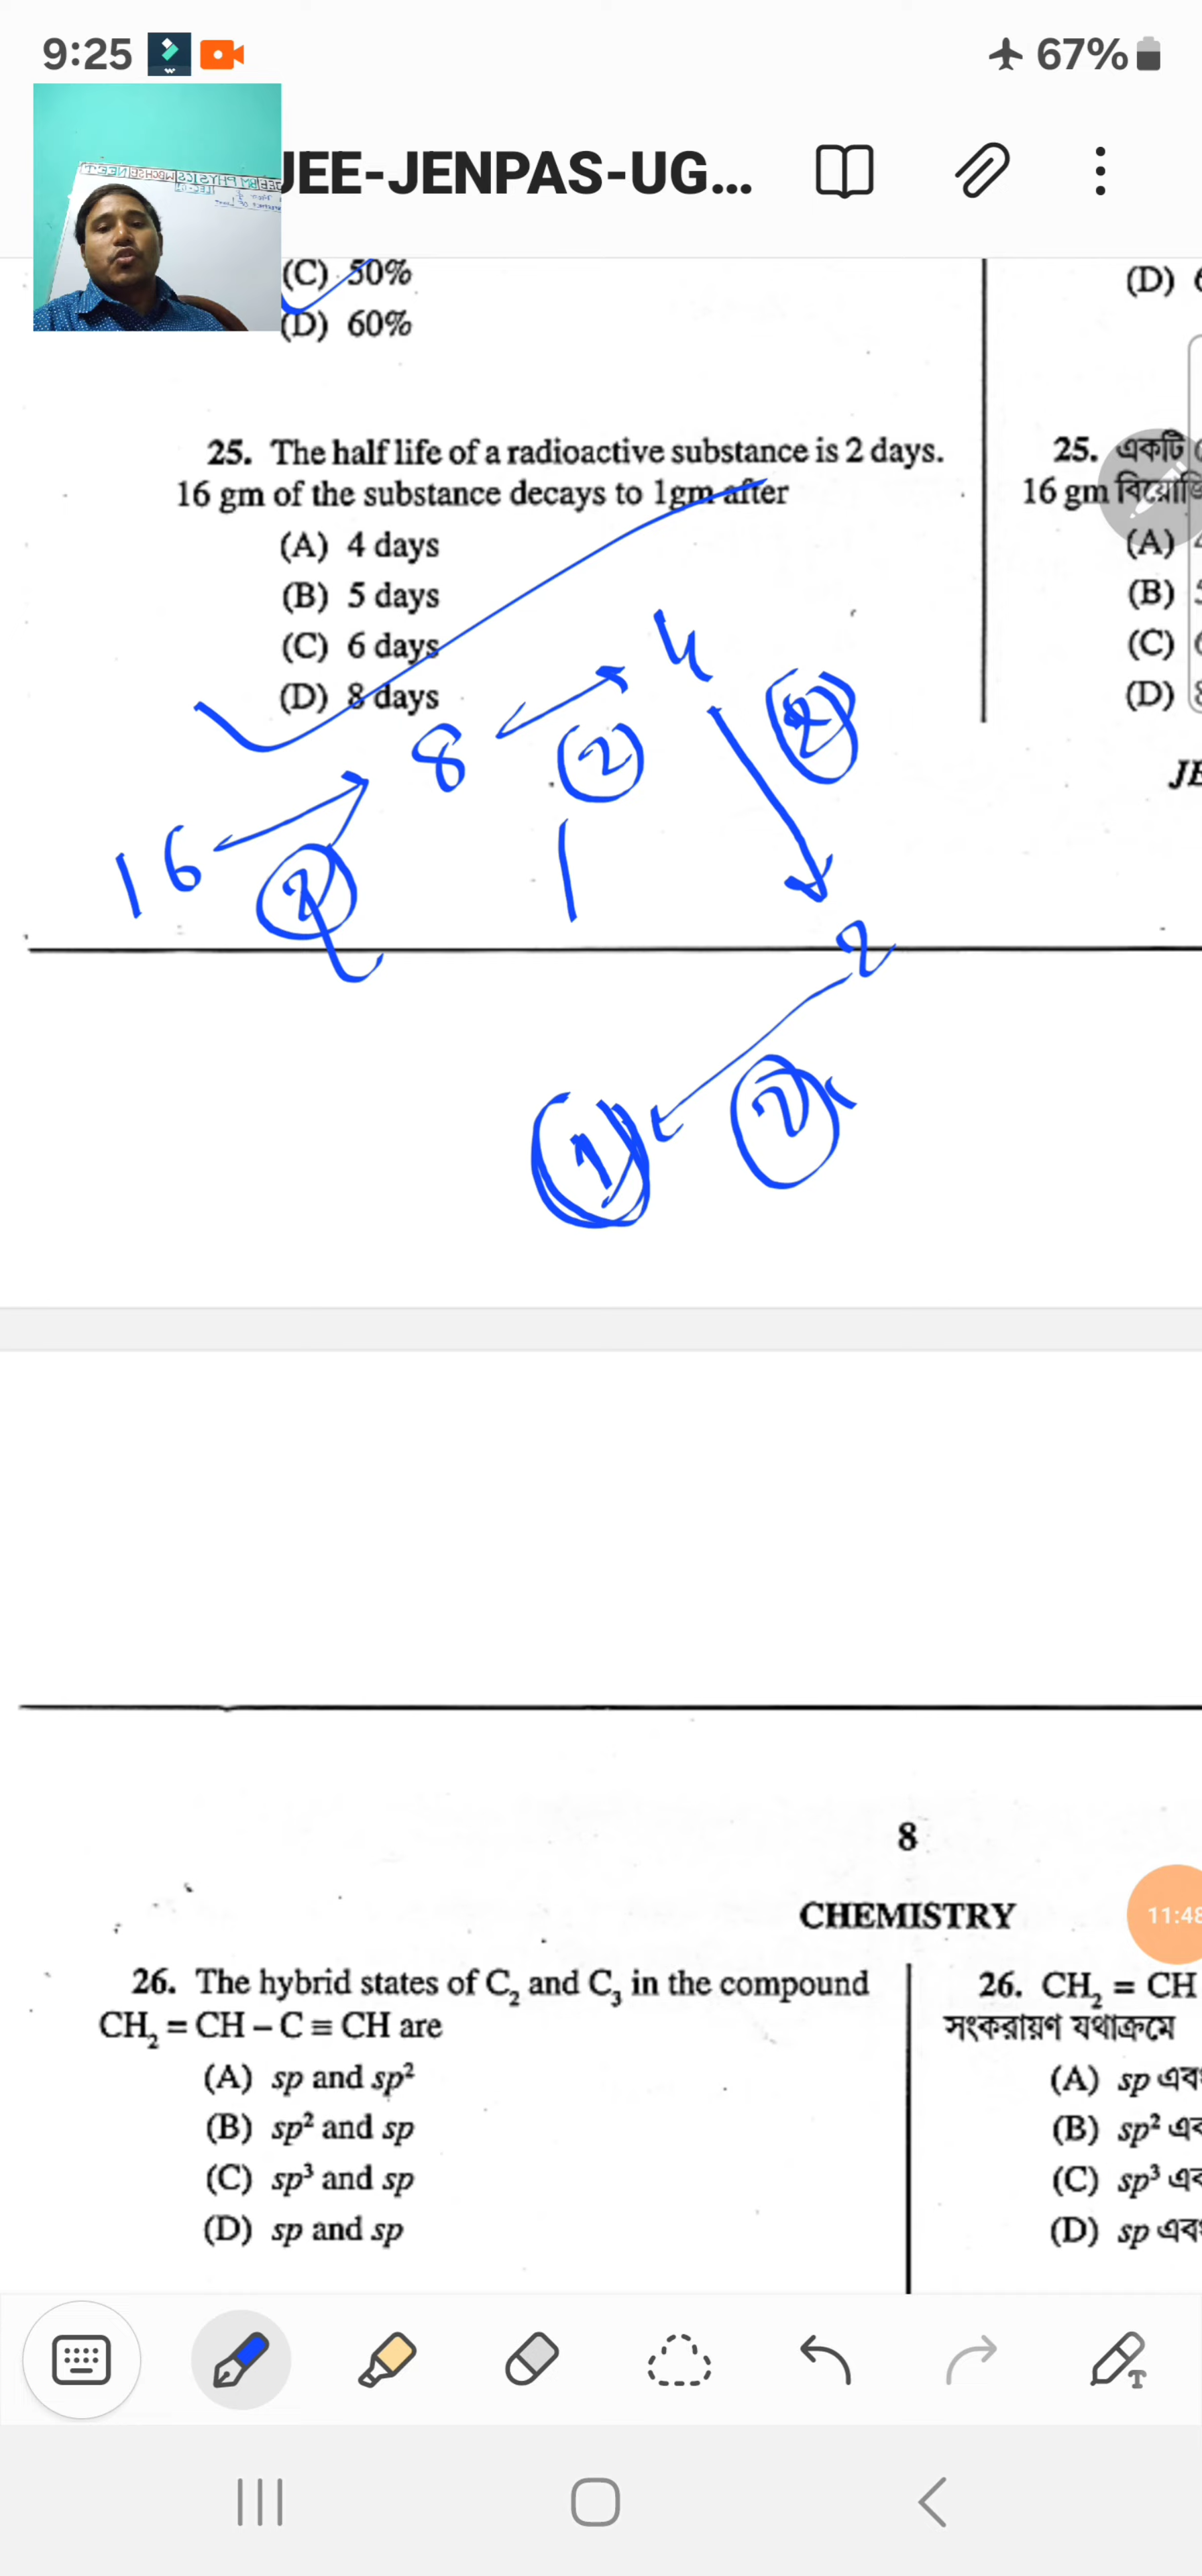 9:25
67%
JEE-JENPAS-UG...
(C) 50%
(D) 60%
(D)
25. The half life of a radioactive substance is 2 days.
16 gm of the substance decays to 1gm after
(A) 4 days
(B) 5 days
(C) 6 days
(D) 8 days
25. একটি
16 gm
(A)
(B)
(C)
(D)
16
8
4
2
1
2
2
2
2
8
CHEMISTRY
11:48
26. The hybrid states of C₂ and C₃ in the compound
CH₂ = CH – C ≡ CH are
(A) sp and sp²
(B) sp² and sp
(C) sp³ and sp
(D) sp and sp
26. CH₂ = CH
সংকরায়ণ যথাক্রমে
(A) sp
(B) sp²
(C) sp³
(D) sp
T